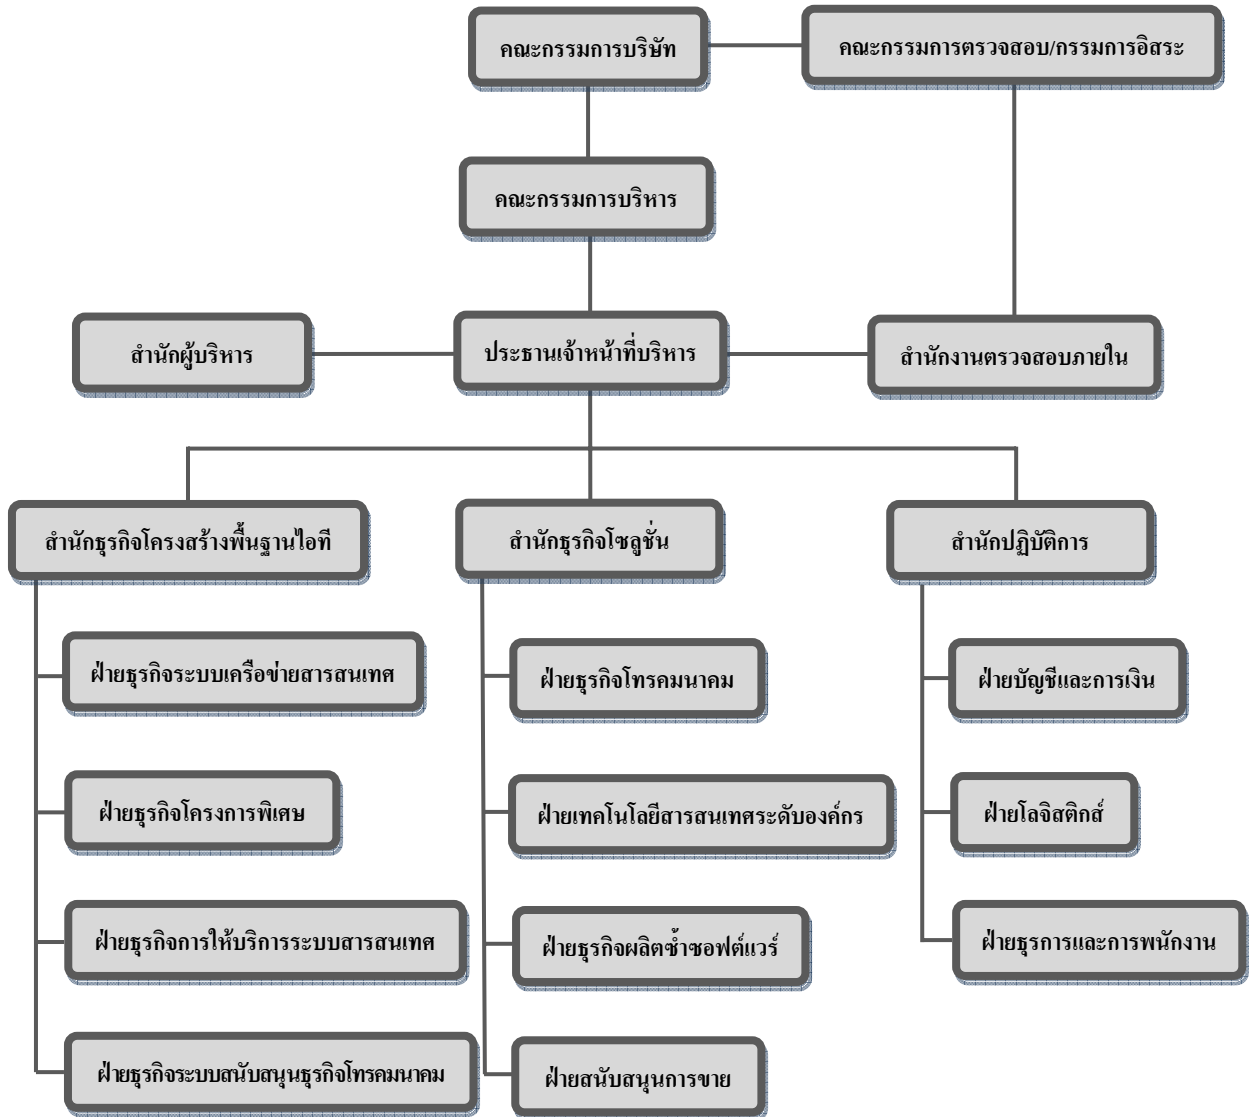 คณะกรรมการบริษัท
คณะกรรมการตรวจสอบ/กรรมการอิสระ
คณะกรรมการบริหาร
สำนักผู้บริหาร
ประธานเจ้าหน้าที่บริหาร
สำนักงานตรวจสอบภายใน
สำนักธุรกิจโครงสร้างพื้นฐานไอที
สำนักธุรกิจโซลูชั่น
สำนักปฏิบัติการ
ฝ่ายธุรกิจระบบเครือข่ายสารสนเทศ
ฝ่ายธุรกิจโทรคมนาคม
ฝ่ายบัญชีและการเงิน
ฝ่ายธุรกิจโครงการพิเศษ
ฝ่ายเทคโนโลยีสารสนเทศระดับองค์กร
ฝ่ายโลจิสติกส์
ฝ่ายธุรกิจการให้บริการระบบสารสนเทศ
ฝ่ายธุรกิจผลิตซ้ำซอฟต์แวร์
ฝ่ายธุรการและการพนักงาน
ฝ่ายธุรกิจระบบสนับสนุนธุรกิจโทรคมนาคม
ฝ่ายสนับสนุนการขาย